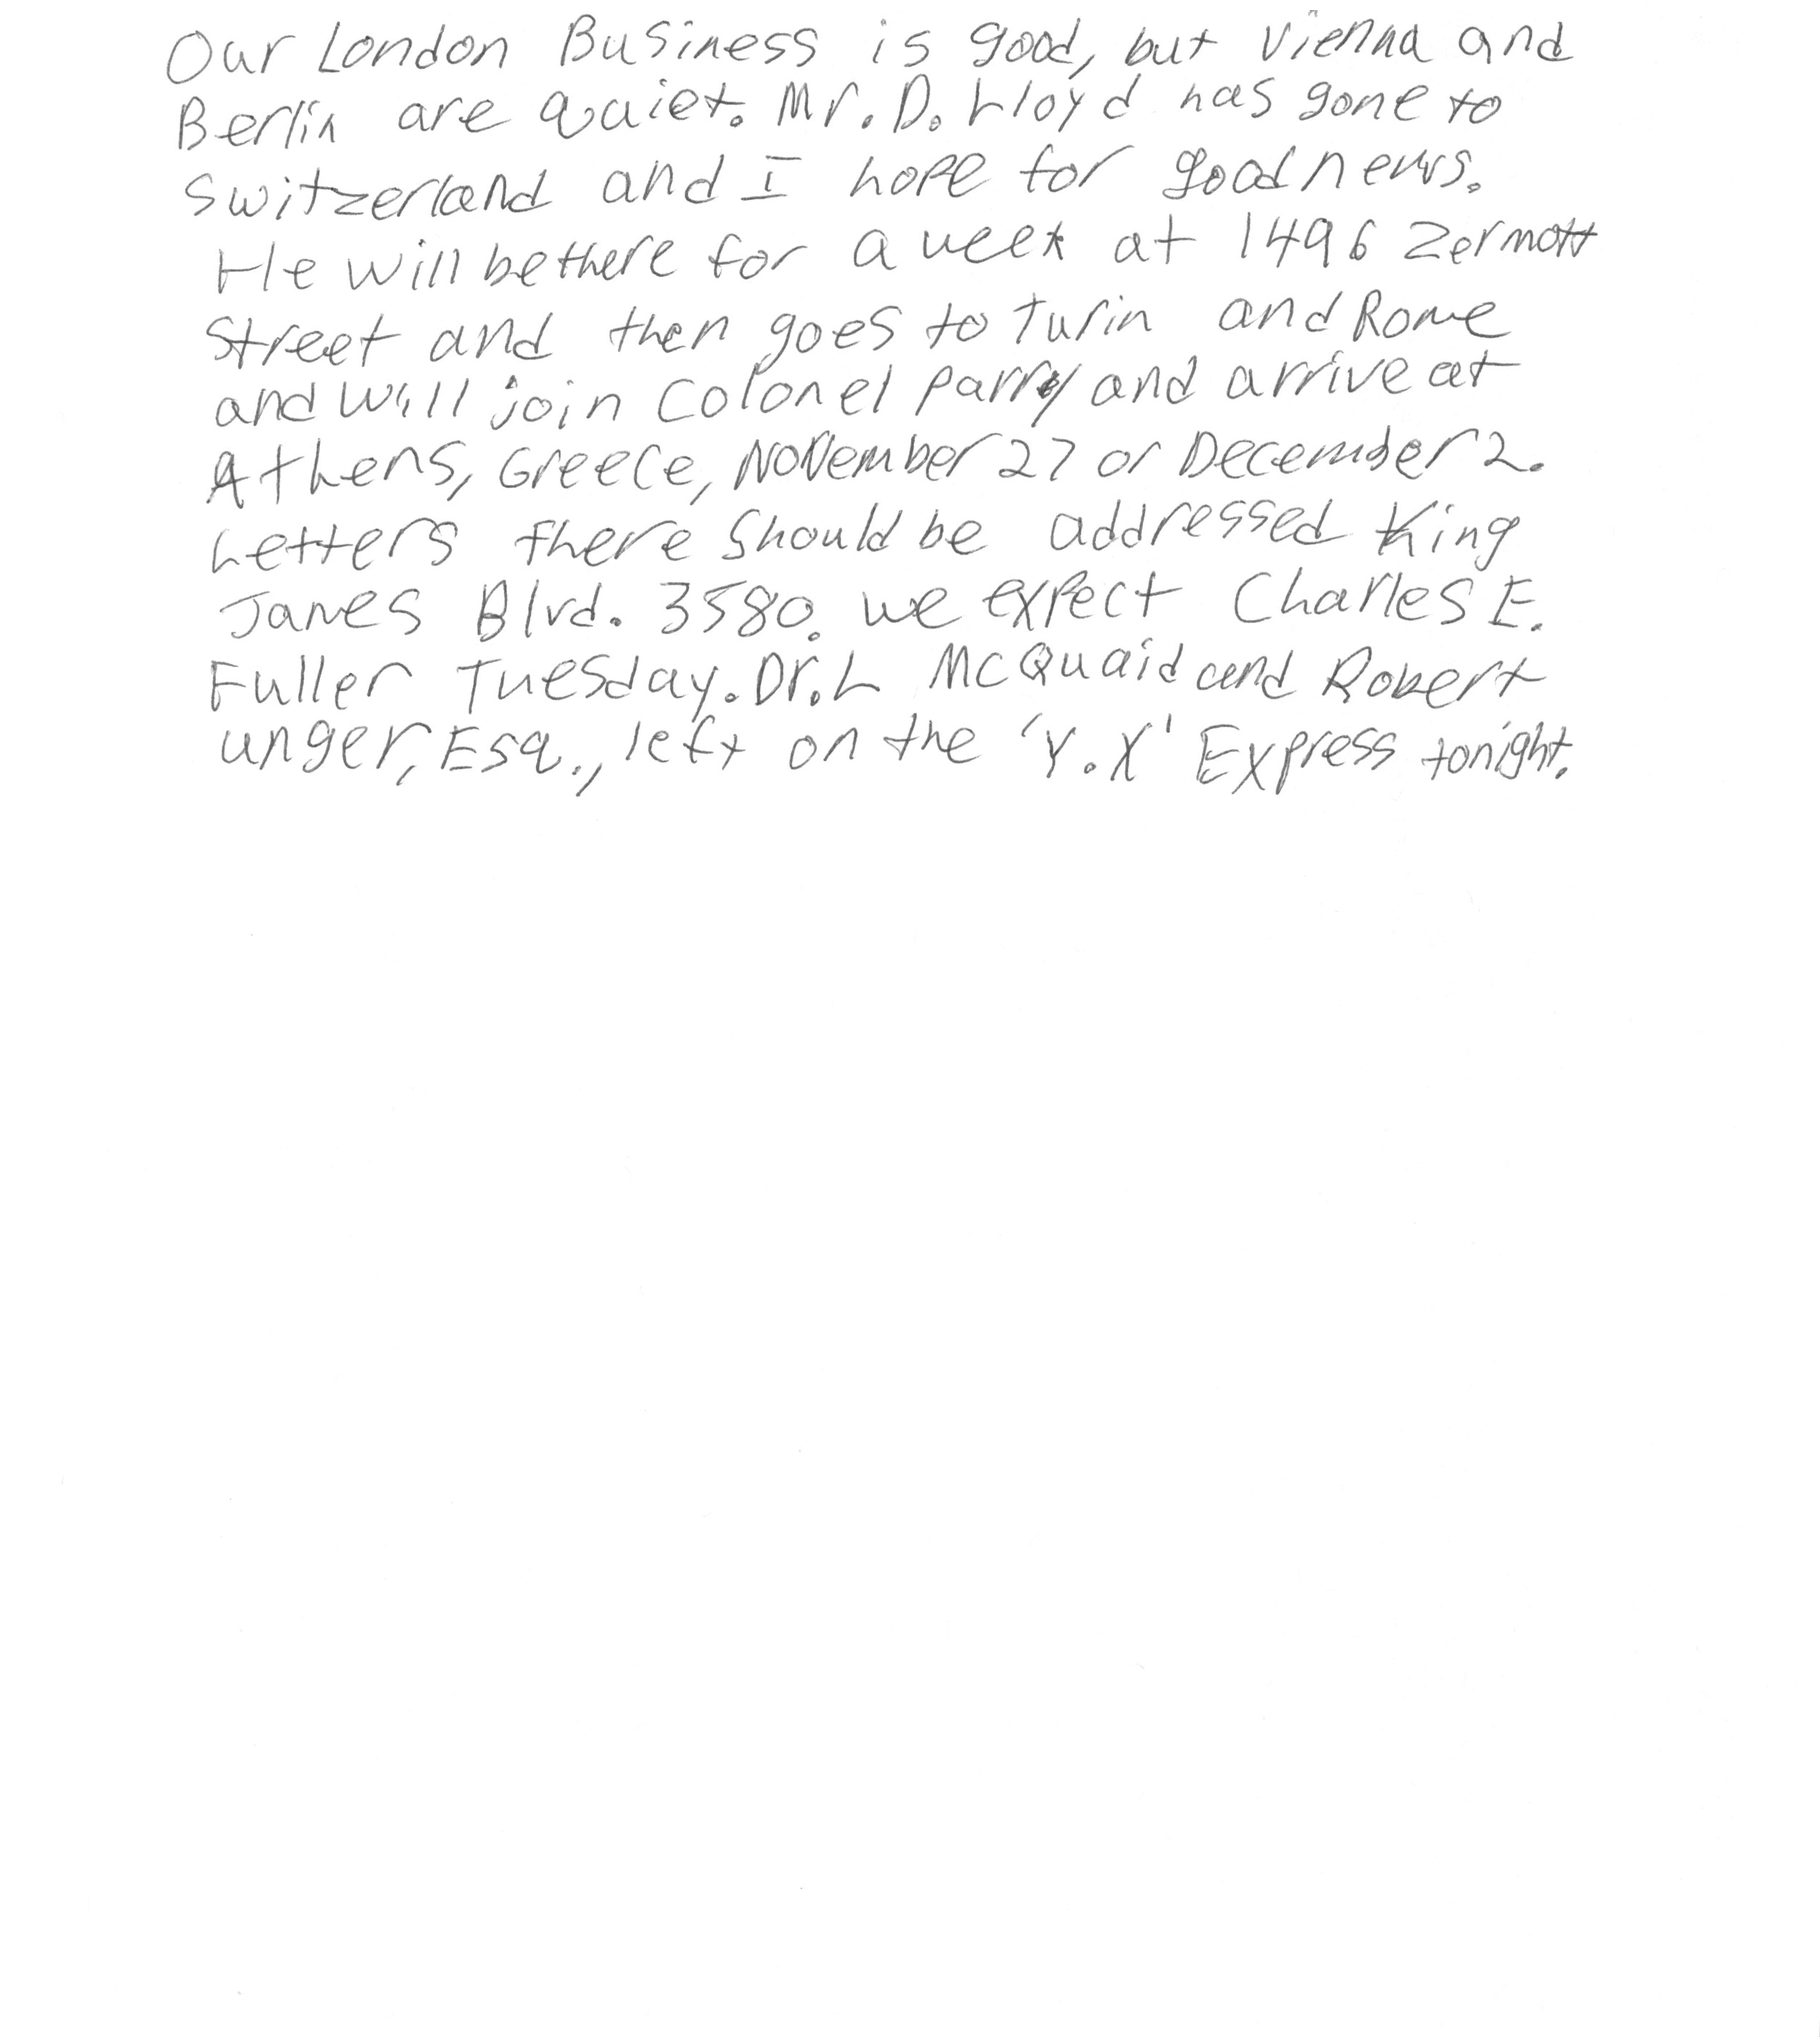 Our London Business is good, but Vienna and
Berlin are quiet. Mr. D. Lloyd has gone to
Switzerland and I hope for good news.
He will be there for a week at 1496 Zermott
Street and then goes to Turin and Rome
and will join Colonel Parry and arrive at
Athens, Greece, November 27 or December 2.
Letters there should be addressed King
James Blvd. 3580. We expect Charles E.
Fuller Tuesday. Dr. L McQuaid and Robert
Unger, Esq., left on the 'Y.X' Express tonight.